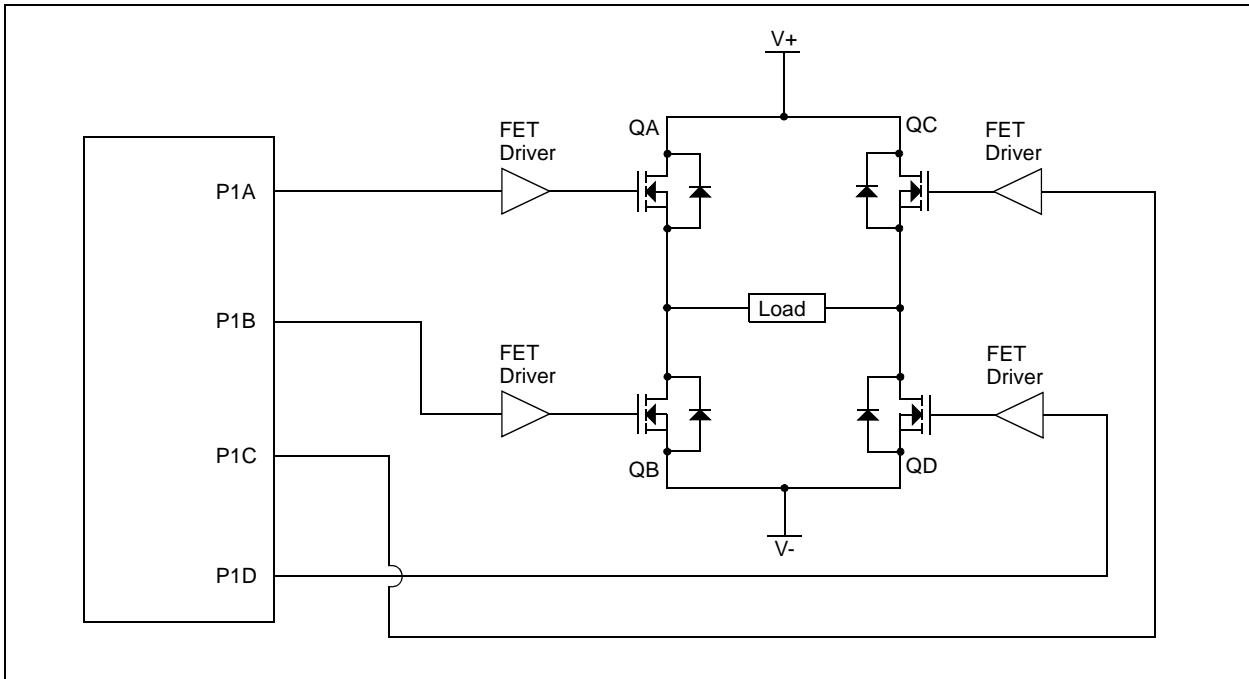 V+
QA
QC
FET
Driver
FET
Driver
P1A
Load
P1B
FET
Driver
FET
Driver
P1C
QB
QD
V-
P1D